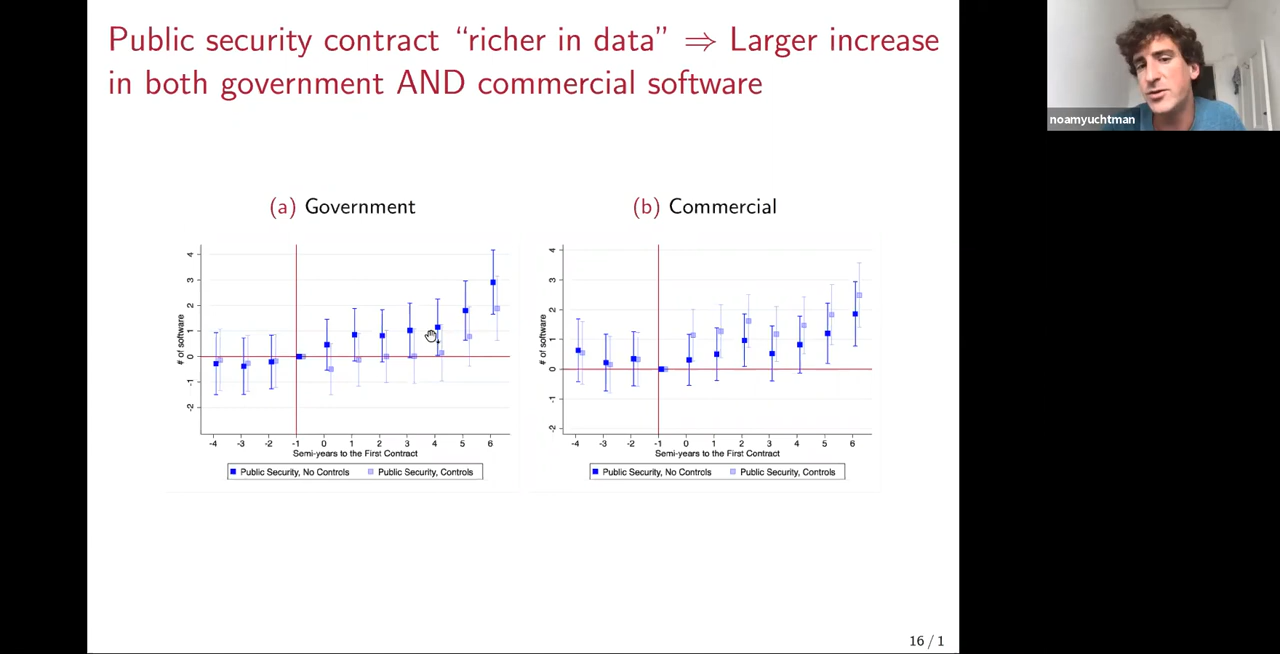 Public security contract “richer in data” ⇒ Larger increase
in both government AND commercial software
noamyuchtman
(a) Government
(b) Commercial
# of software
4
3
2
1
0
-1
-2
-4 -3 -2 -1 0 1 2 3 4 5 6
Semi-years to the First Contract
Public Security, No Controls Public Security, Controls
# of software
4
3
2
1
0
-1
-2
-4 -3 -2 -1 0 1 2 3 4 5 6
Semi-years to the First Contract
Public Security, No Controls Public Security, Controls
16 / 1